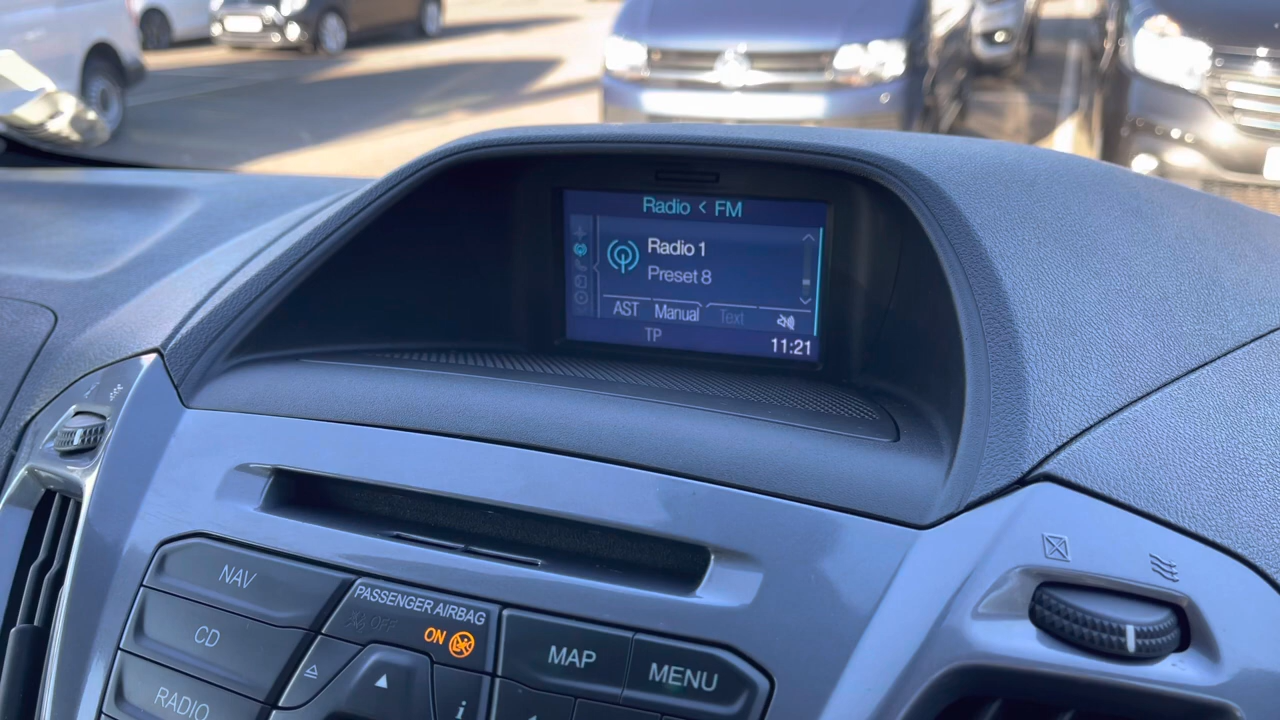 Radio < FM
Radio 1
Preset 8
AST Manual Text
TP
11:21
NAV
PASSENGER AIRBAG
OFF
ON
CD
MAP
MENU
RADIO
i